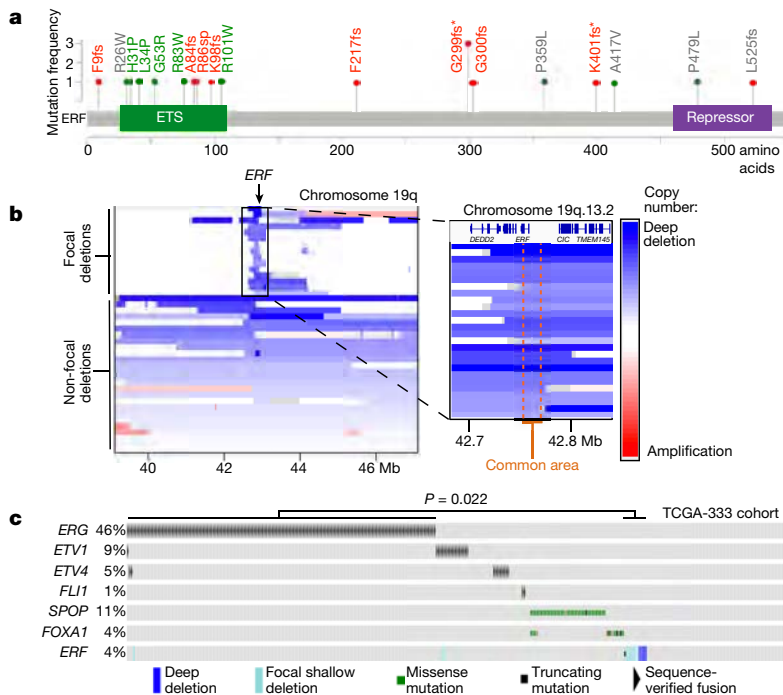 a
Mutation frequency
3
2
1
F9fs
R26W
H31P
L34P
G53R
R83W
A84fs
R86sp
K98fs
R101W
F217fs
G299fs*
G300fs
P359L
K401fs*
A417V
P479L
L525fs
ERF
ETS
Repressor
0 100 200 300 400 500 amino acids
b
ERF
Chromosome 19q
Focal deletions
Non-focal deletions
40 42 44 46 Mb
Chromosome 19q.13.2
DEDD2 ERF CIC TMEM145
42.7 42.8 Mb
Common area
Copy number:
Deep deletion
Amplification
c
P = 0.022
TCGA-333 cohort
ERG 46%
ETV1 9%
ETV4 5%
FLI1 1%
SPOP 11%
FOXA1 4%
ERF 4%
Deep deletion
Focal shallow deletion
Missense mutation
Truncating mutation
Sequence-verified fusion